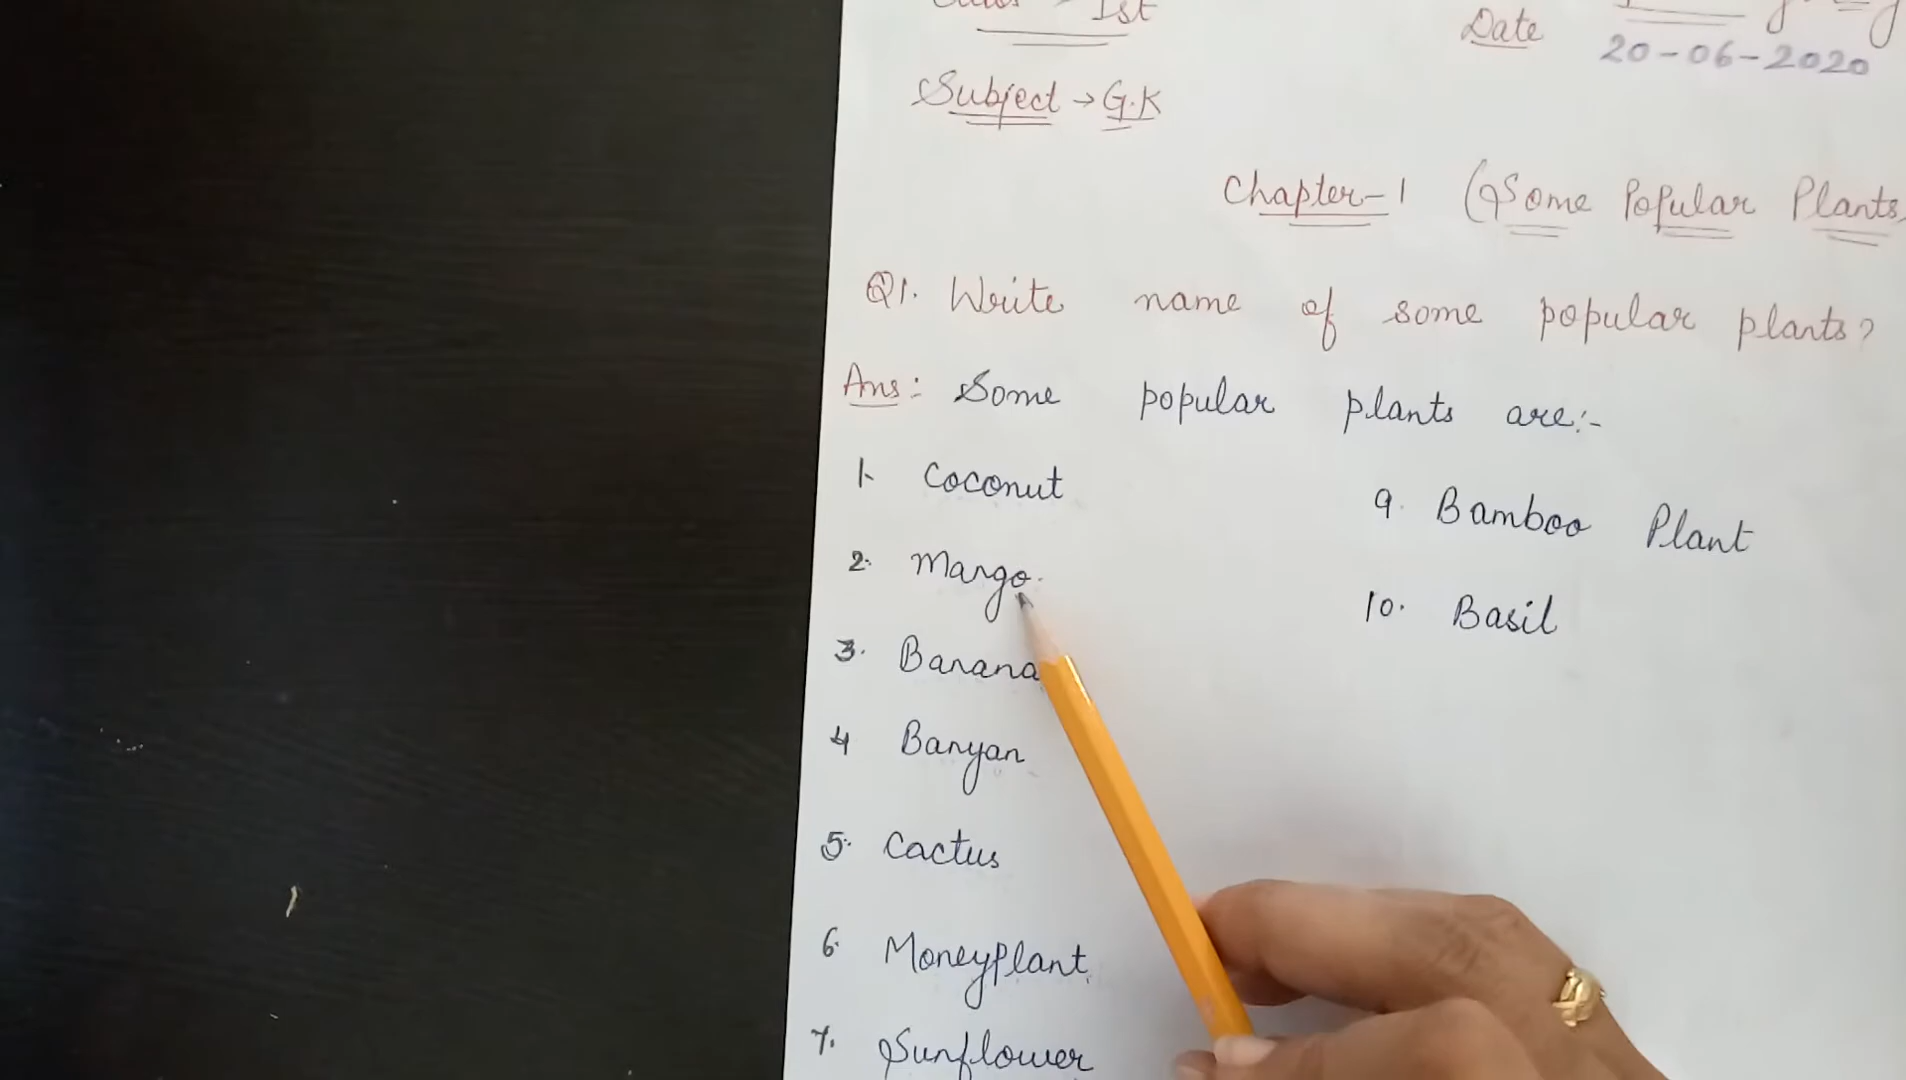 Class → Ist
Date 20-06-2020
Subject → G.K
Chapter-1 (Some Popular Plants)
Q1. Write name of some popular plants?
Ans: Some popular plants are:-
1. Coconut
2. Mango.
3. Banana
4 Banyan
5. Cactus
6. Moneyplant
7. Sunflower
9. Bamboo Plant
10. Basil